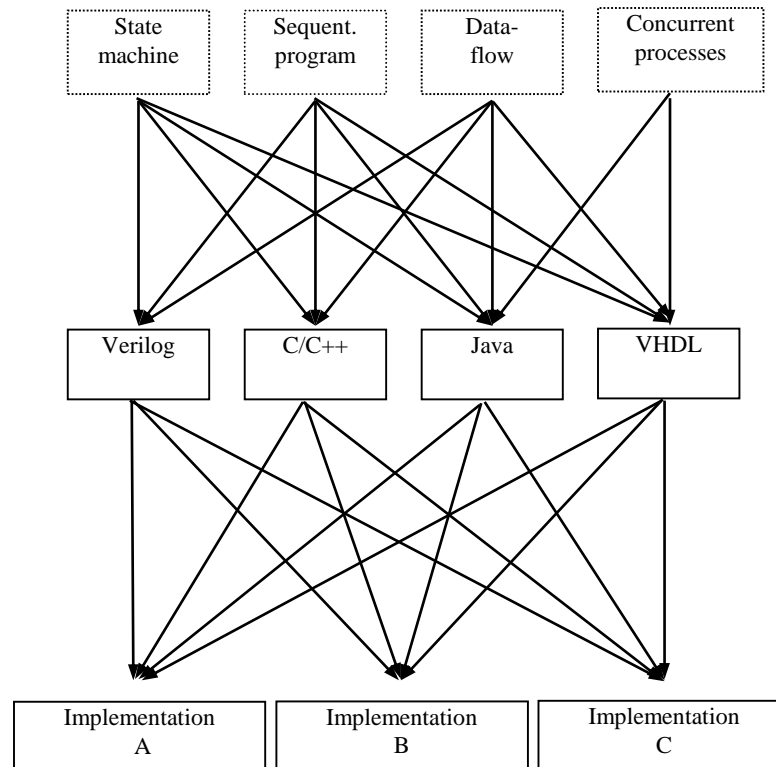 State
machine
Sequent.
program
Data-
flow
Concurrent
processes
Verilog
C/C++
Java
VHDL
Implementation
A
Implementation
B
Implementation
C